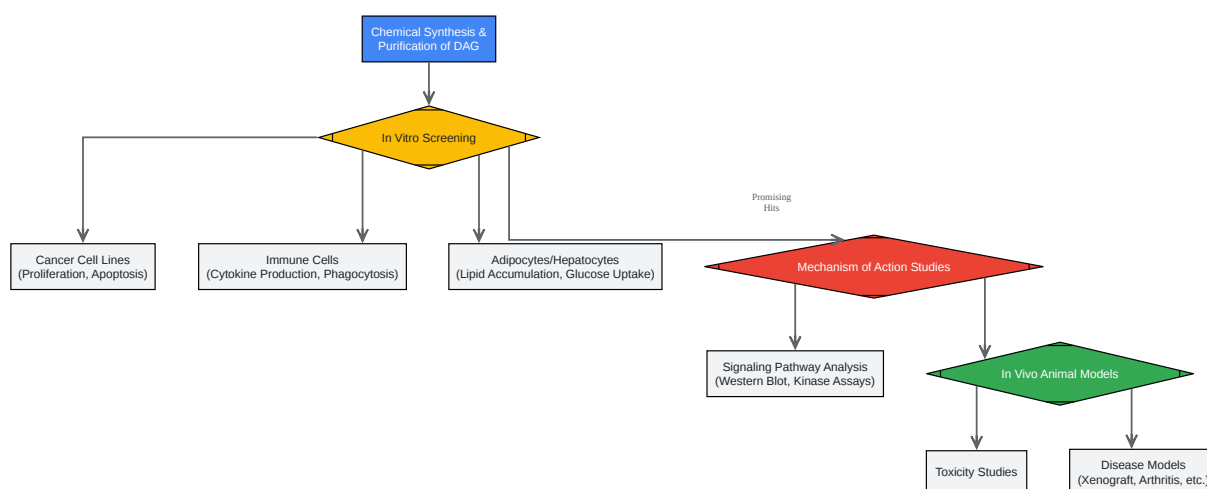 Chemical Synthesis &
Purification of DAG
In Vitro Screening
Promising
Hits
Cancer Cell Lines
(Proliferation, Apoptosis)
Immune Cells
(Cytokine Production, Phagocytosis)
Adipocytes/Hepatocytes
(Lipid Accumulation, Glucose Uptake)
Mechanism of Action Studies
Signaling Pathway Analysis
(Western Blot, Kinase Assays)
In Vivo Animal Models
Toxicity Studies
Disease Models
(Xenograft, Arthritis, etc.)